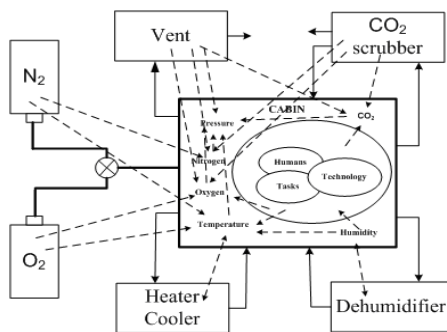 Vent
CO2
scrubber
N2
CABIN
Pressure
CO2
Nitrogen
Humans
Technology
Tasks
Oxygen
Temperature
Humidity
O2
Heater
Cooler
Dehumidifier